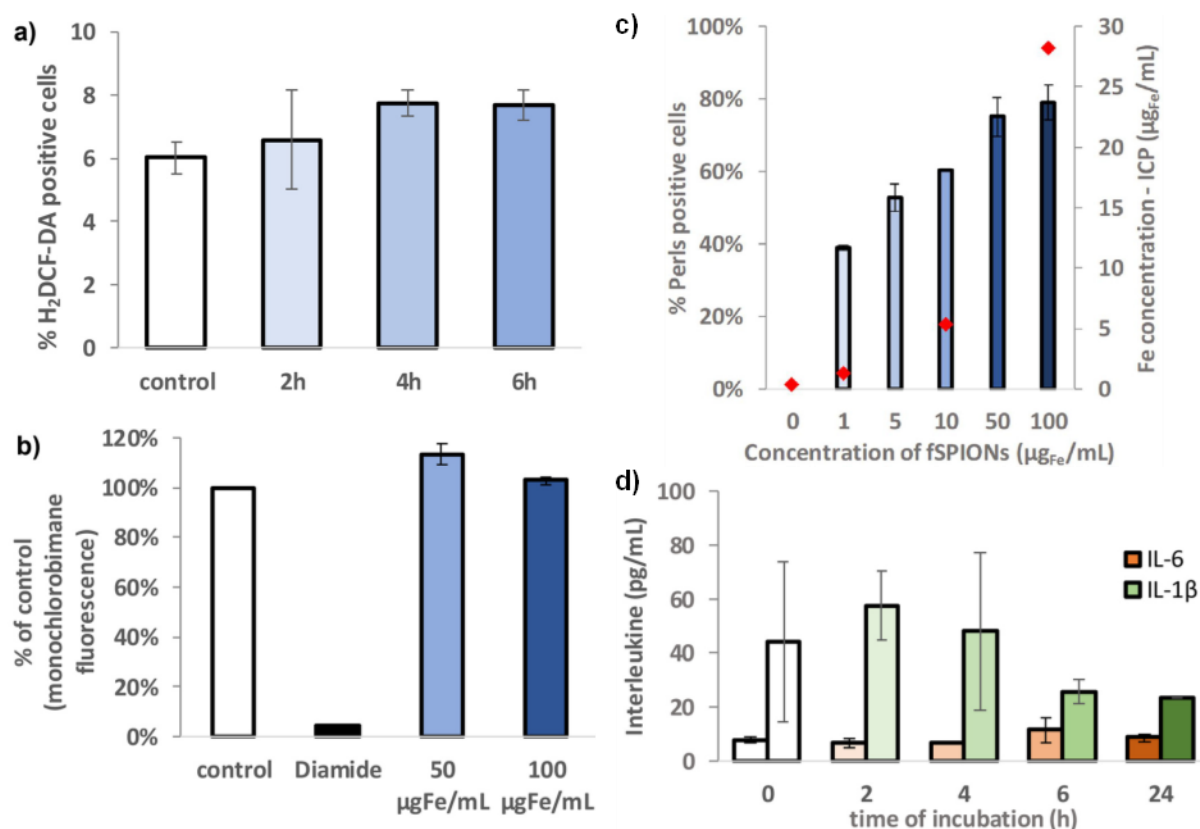 a)
% H₂DCF-DA positive cells
8
6
4
2
0
control 2h 4h 6h
b)
% of control
(monochlorobimane
fluorescence)
120%
100%
80%
60%
40%
20%
0%
control Diamide 50 100
µgFe/mL µgFe/mL
c)
% Perls positive cells
100%
80%
60%
40%
20%
0%
Fe concentration - ICP (µgFe/mL)
30
25
20
15
10
5
0
0 1 5 10 50 100
Concentration of fSPIONs (µgFe/mL)
d)
Interleukine (pg/mL)
100
80
60
40
20
0
IL-6
IL-1β
0 2 4 6 24
time of incubation (h)